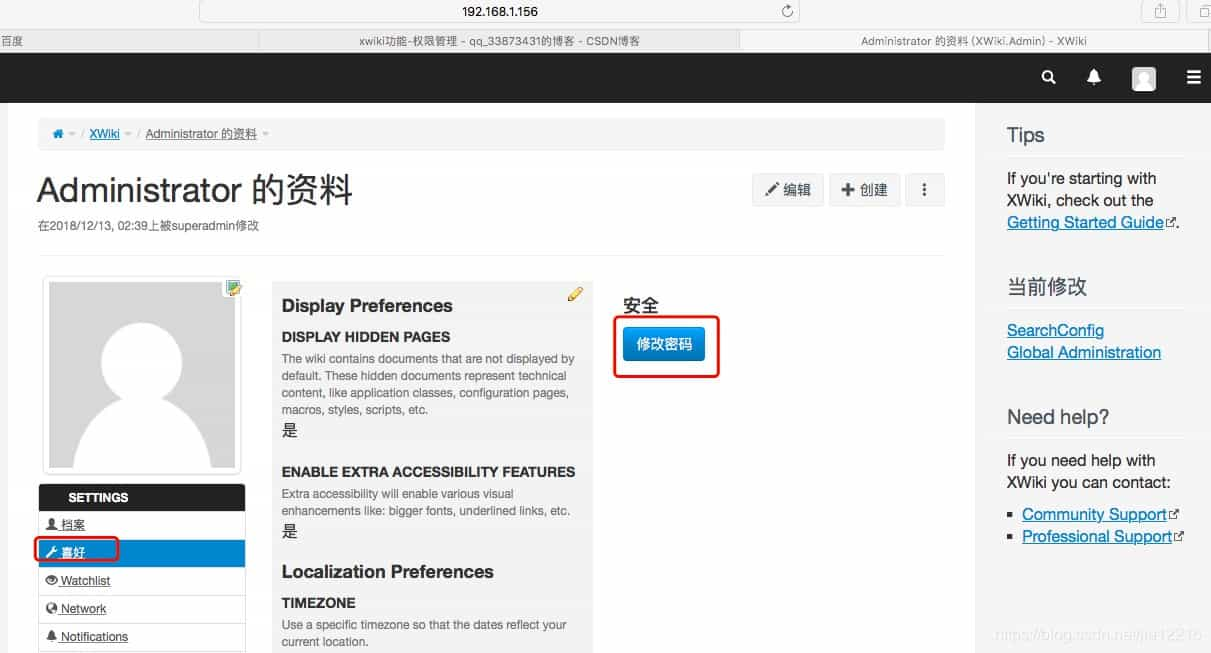 192.168.1.156
百度
xwiki功能-权限管理 - qq_33873431的博客 - CSDN博客
Administrator 的资料 (XWiki.Admin) - XWiki
/ XWiki / Administrator 的资料
Administrator 的资料
编辑
创建
在2018/12/13, 02:39上被superadmin修改
SETTINGS
档案
喜好
Watchlist
Network
Notifications
Display Preferences
DISPLAY HIDDEN PAGES
The wiki contains documents that are not displayed by
default. These hidden documents represent technical
content, like application classes, configuration pages,
macros, styles, scripts, etc.
是
ENABLE EXTRA ACCESSIBILITY FEATURES
Extra accessibility will enable various visual
enhancements like: bigger fonts, underlined links, etc.
是
Localization Preferences
TIMEZONE
Use a specific timezone so that the dates reflect your
current location.
安全
修改密码
Tips
If you're starting with
XWiki, check out the
Getting Started Guide.
当前修改
SearchConfig
Global Administration
Need help?
If you need help with
XWiki you can contact:
Community Support
Professional Support